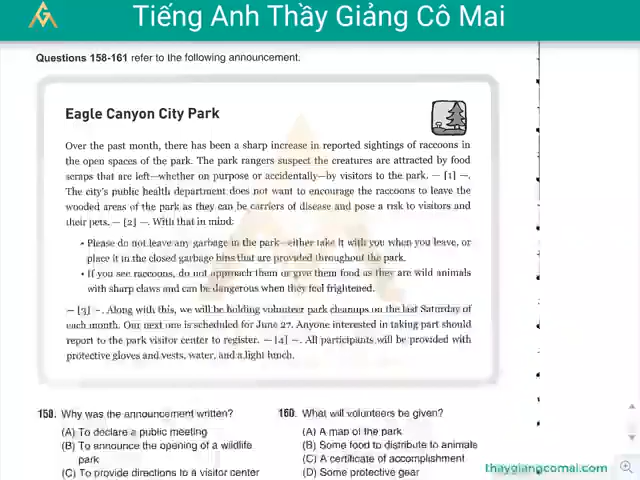 Tiếng Anh Thầy Giảng Cô Mai
Questions 158-161 refer to the following announcement.
Eagle Canyon City Park
Over the past month, there has been a sharp increase in reported sightings of raccoons in
the open spaces of the park. The park rangers suspect the creatures are attracted by food
scraps that are left—whether on purpose or accidentally—by visitors to the park. — [1] —.
The city's public health department does not want to encourage the raccoons to leave the
wooded areas of the park as they can be carriers of disease and pose a risk to visitors and
their pets. — [2] —. With that in mind:
• Please do not leave any garbage in the park—either take it with you when you leave, or
place it in the closed garbage bins that are provided throughout the park.
• If you see raccoons, do not approach them or give them food as they are wild animals
with sharp claws and can be dangerous when they feel frightened.
— [3] —. Along with this, we will be holding volunteer park cleanups on the last Saturday of
each month. Our next one is scheduled for June 27. Anyone interested in taking part should
report to the park visitor center to register. — [4] —. All participants will be provided with
protective gloves and vests, water, and a light lunch.
158. Why was the announcement written?
(A) To declare a public meeting
(B) To announce the opening of a wildlife
park
(C) To provide directions to a visitor center
160. What will volunteers be given?
(A) A map of the park
(B) Some food to distribute to animals
(C) A certificate of accomplishment
(D) Some protective gear
thaygiangcomai.com